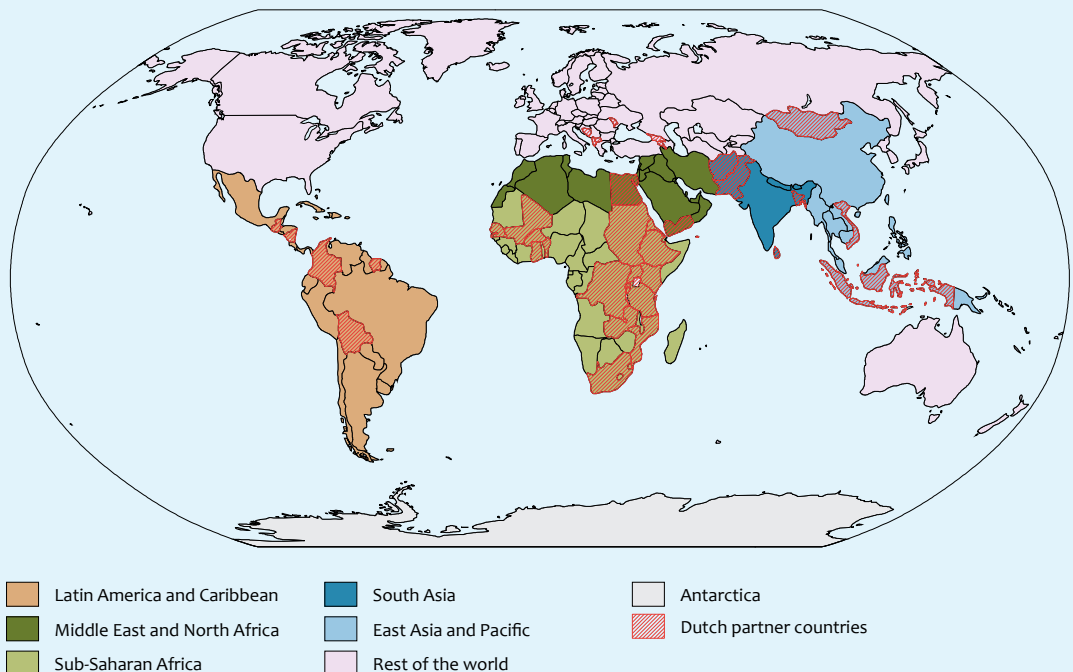 Latin America and Caribbean
Middle East and North Africa
Sub-Saharan Africa
South Asia
East Asia and Pacific
Rest of the world
Antarctica
Dutch partner countries